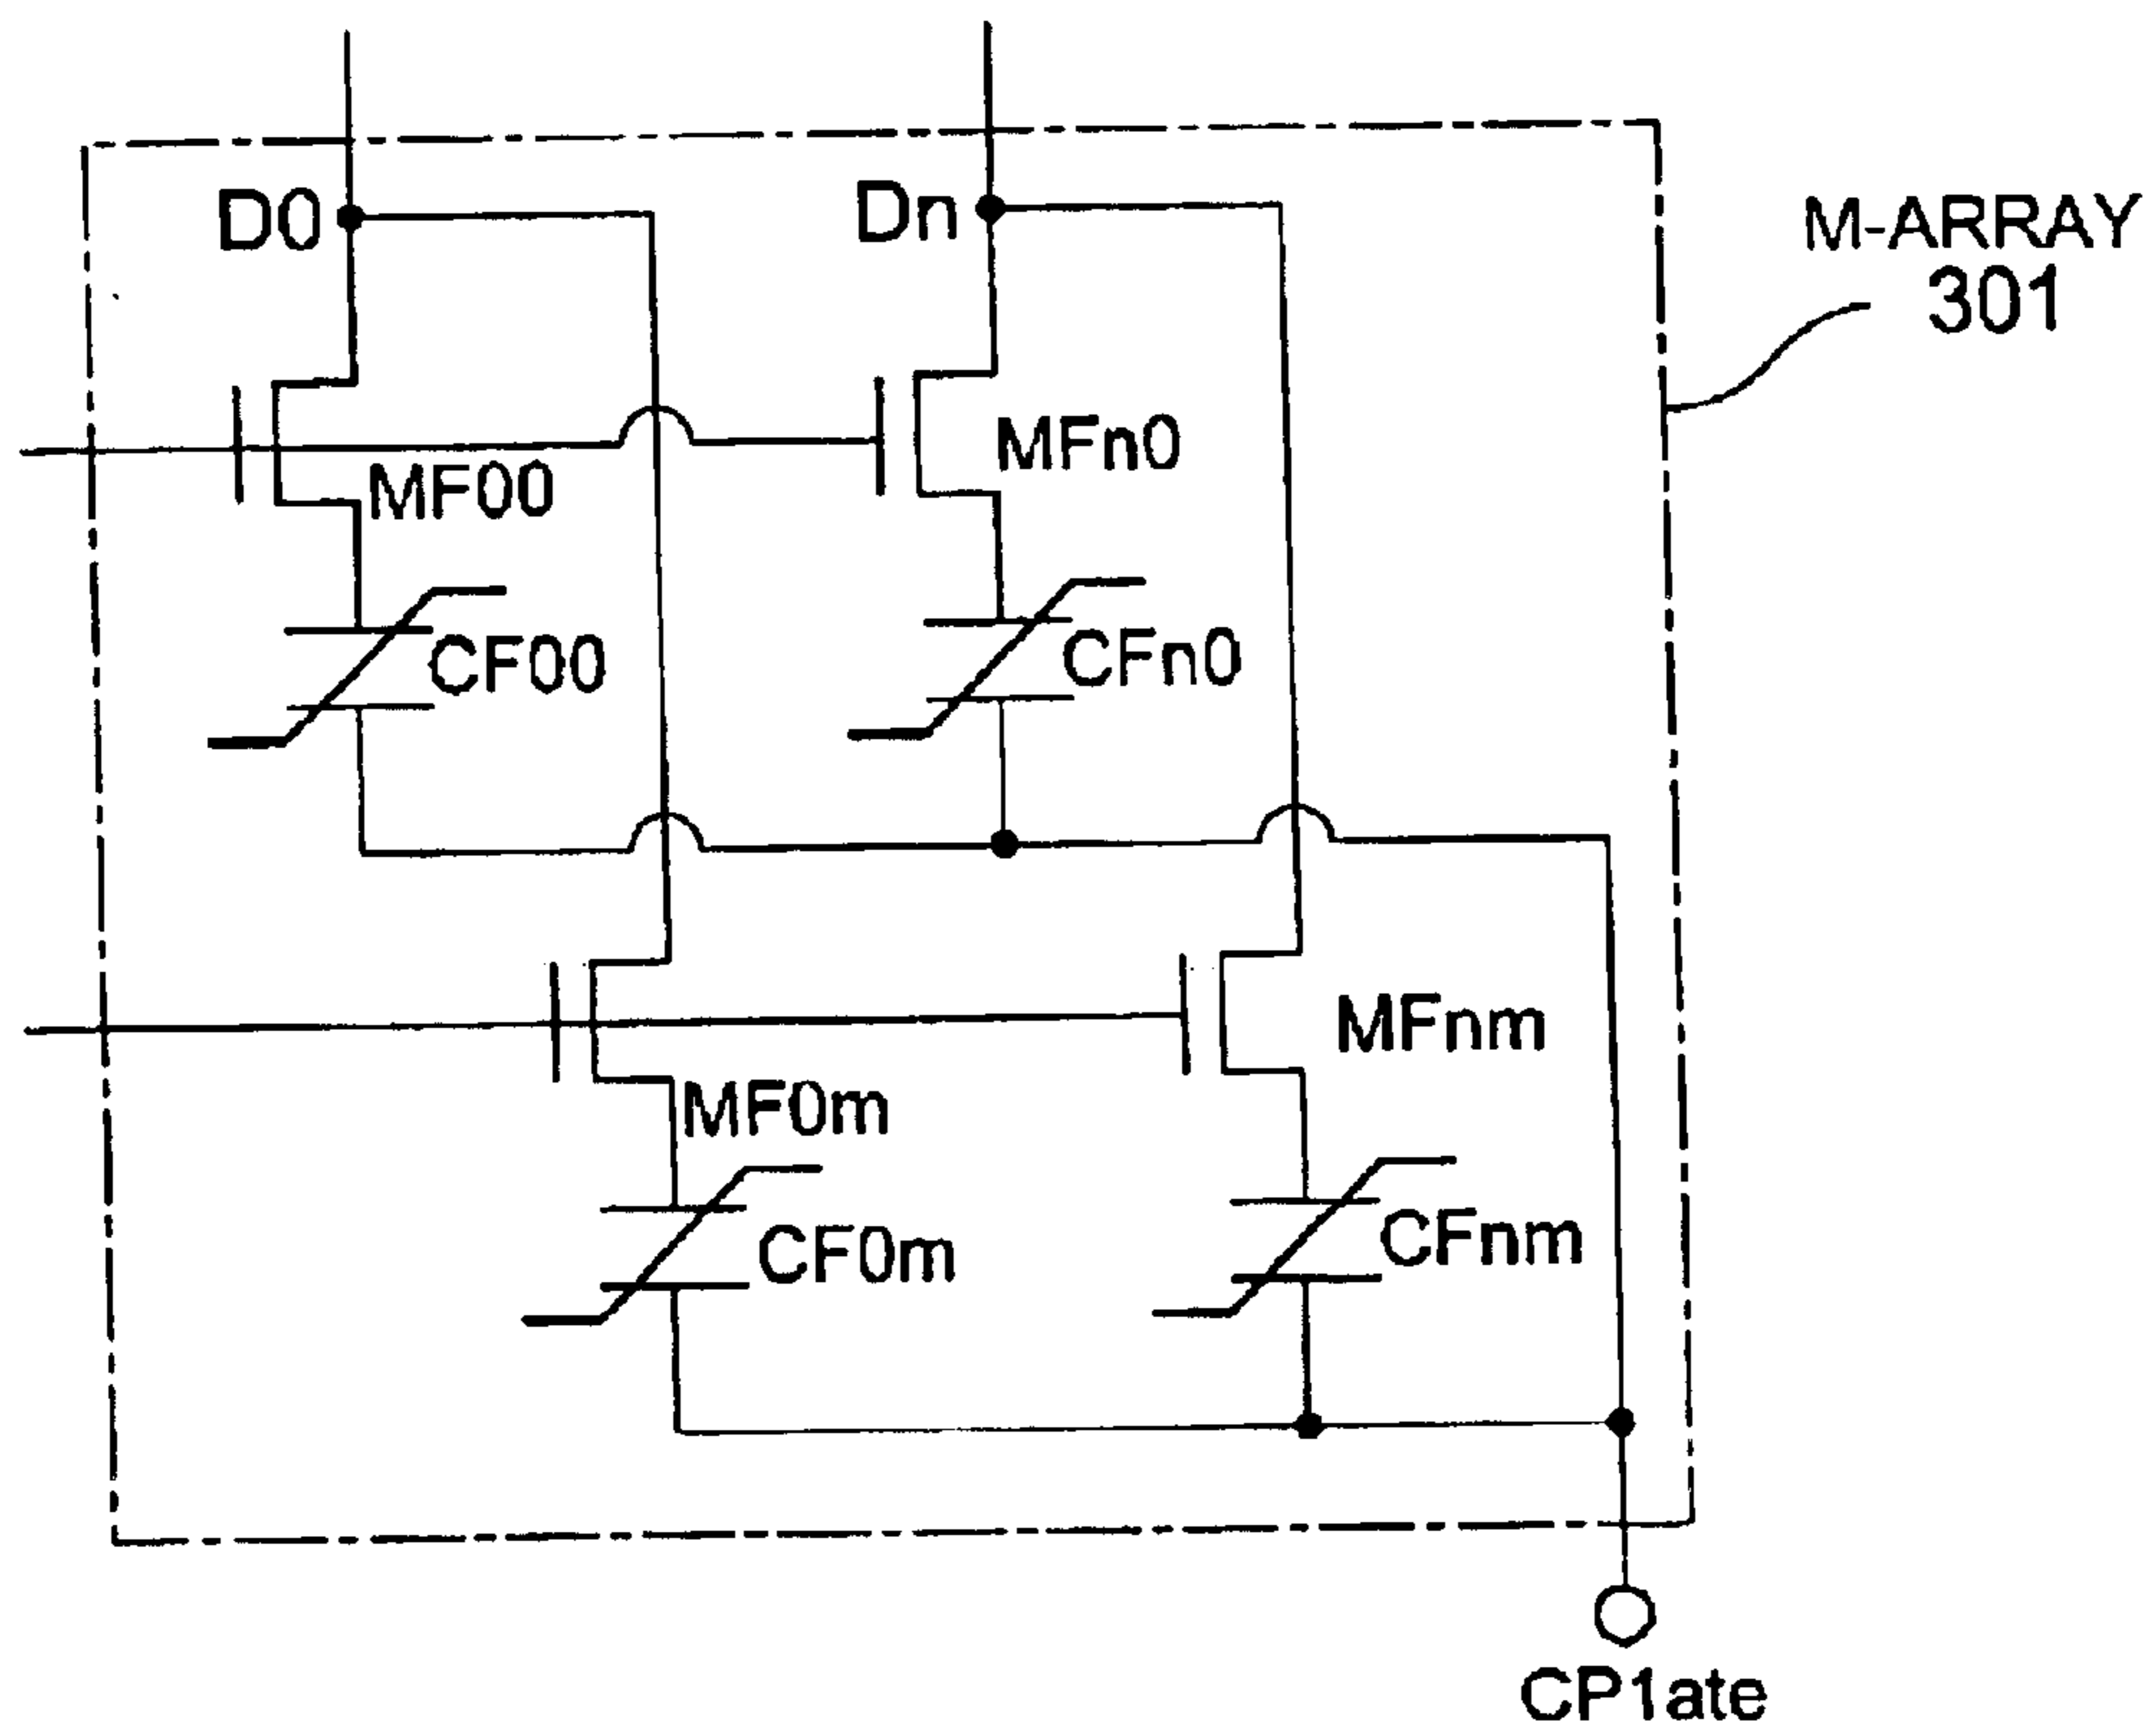 D0
Dn
M-ARRAY
301
MF00
MFn0
CF00
CFn0
MFnm
MF0m
CF0m
CFnm
CP1ate